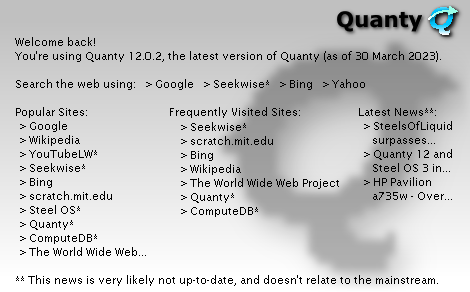 Quanty
Welcome back!
You're using Quanty 12.0.2, the latest version of Quanty (as of 30 March 2023).
Search the web using: > Google > Seekwise* > Bing > Yahoo
Popular Sites:
> Google
> Wikipedia
> YouTubeLW*
> Seekwise*
> Bing
> scratch.mit.edu
> Steel OS*
> Quanty*
> ComputeDB*
> The World Wide Web...
Frequently Visited Sites:
> Seekwise*
> scratch.mit.edu
> Bing
> Wikipedia
> The World Wide Web Project
> Quanty*
> ComputeDB*
Latest News**:
> SteelsOfLiquid
surpasses...
> Quanty 12 and
Steel OS 3 in...
> HP Pavilion
a735w - Over...
** This news is very likely not up-to-date, and doesn't relate to the mainstream.